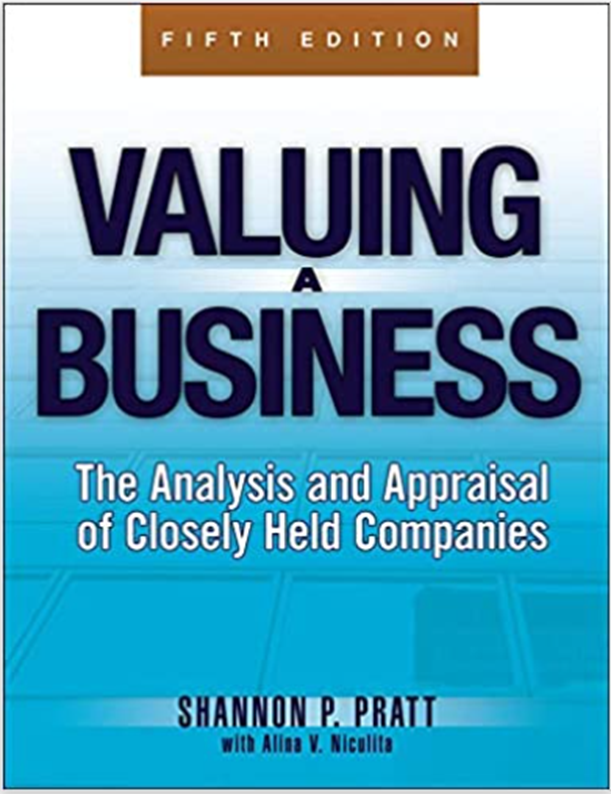 FIFTH EDITION
VALUING
A
BUSINESS
The Analysis and Appraisal
of Closely Held Companies
SHANNON P. PRATT
with Alina V. Niculita